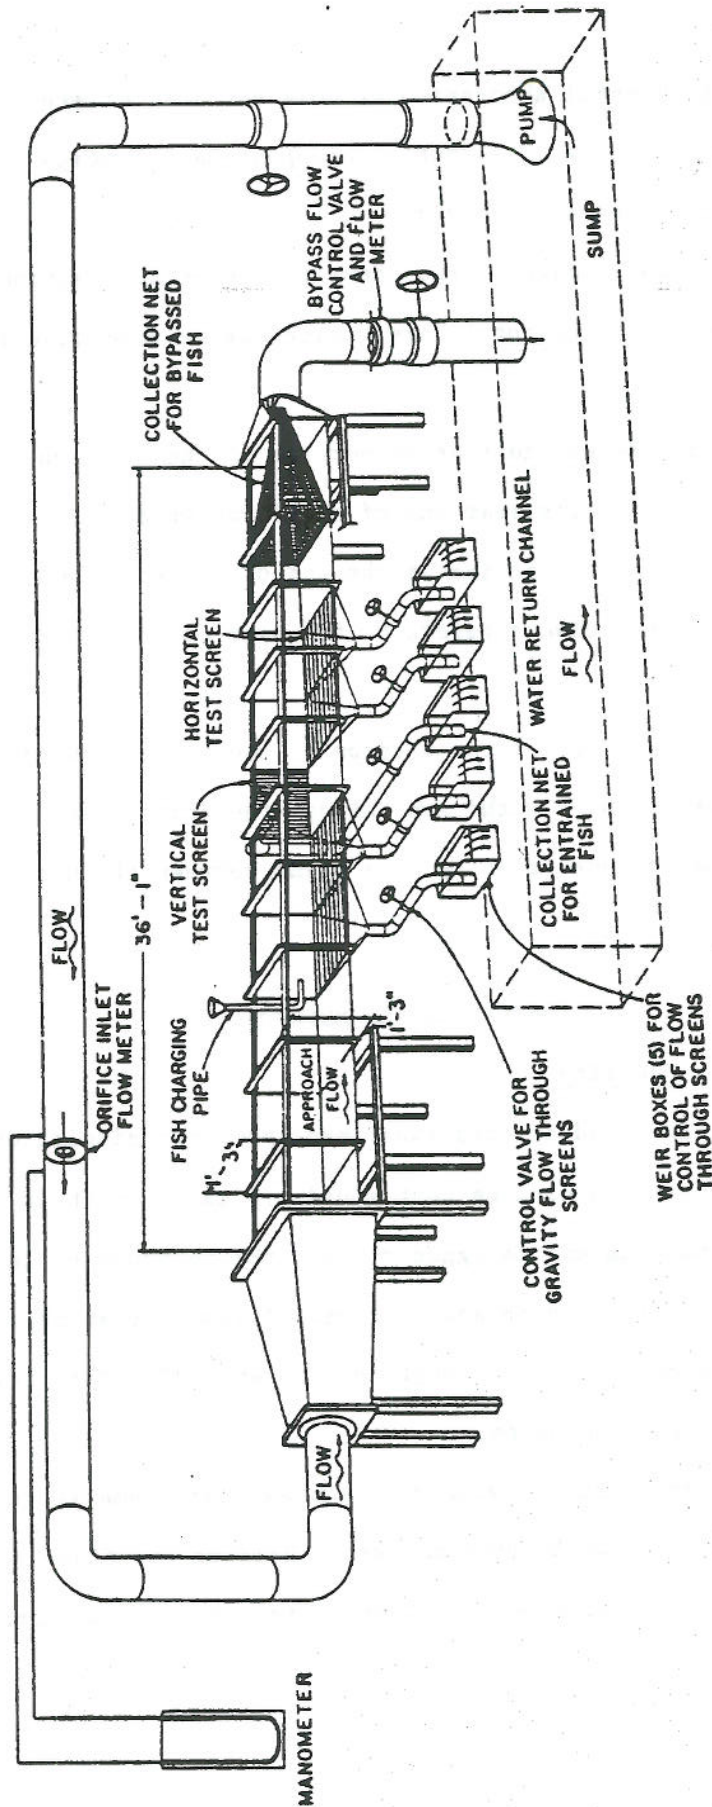 MANOMETER
FLOW
ORIFICE INLET
FLOW METER
FLOW
36'-1"
FISH CHARGING
PIPE
VERTICAL
TEST SCREEN
HORIZONTAL
TEST SCREEN
COLLECTION NET
FOR BYPASSED
FISH
BYPASS FLOW
CONTROL VALVE
AND FLOW
METER
PUMP
SUMP
APPROACH
FLOW
1'-3"
CONTROL VALVE FOR
GRAVITY FLOW THROUGH
SCREENS
WEIR BOXES (5) FOR
CONTROL OF FLOW
THROUGH SCREENS
COLLECTION NET
FOR ENTRAINED
FISH
WATER RETURN CHANNEL
FLOW